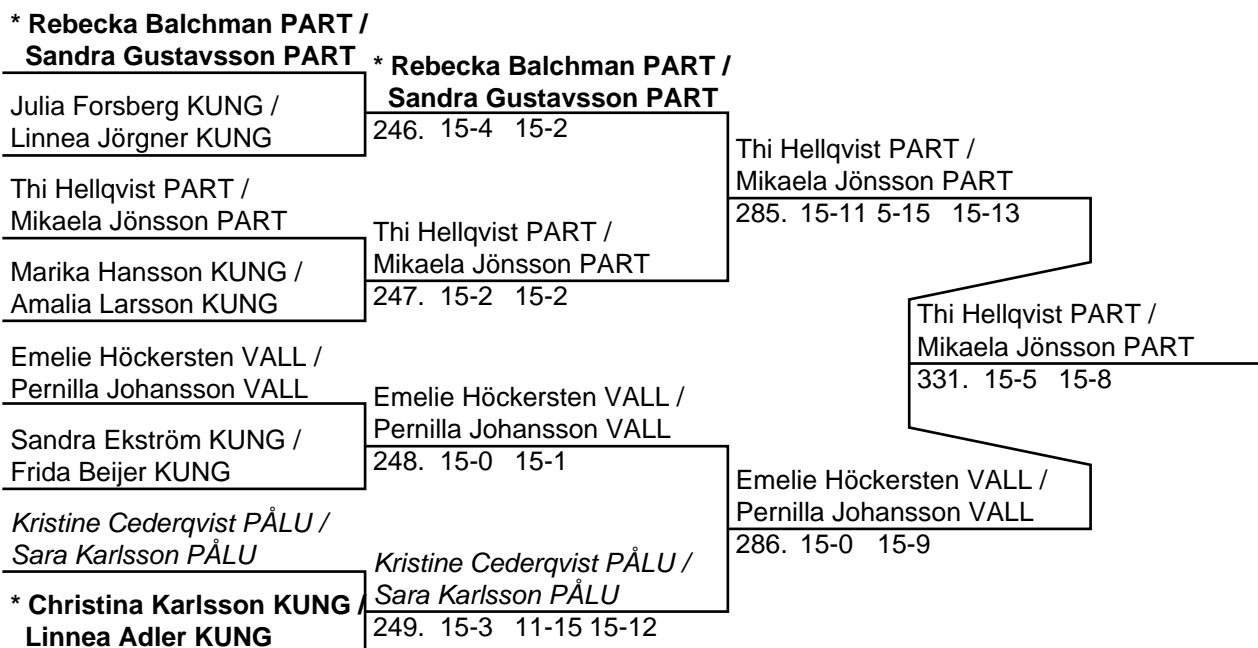 * Rebecka Balchman PART /
Sandra Gustavsson PART
Julia Forsberg KUNG /
Linnea Jörgner KUNG
Thi Hellqvist PART /
Mikaela Jönsson PART
Marika Hansson KUNG /
Amalia Larsson KUNG
Emelie Höckersten VALL /
Pernilla Johansson VALL
Sandra Ekström KUNG /
Frida Beijer KUNG
Kristine Cederqvist PÅLU /
Sara Karlsson PÅLU
* Christina Karlsson KUNG /
Linnea Adler KUNG
* Rebecka Balchman PART /
Sandra Gustavsson PART
246. 15-4 15-2
Thi Hellqvist PART /
Mikaela Jönsson PART
247. 15-2 15-2
Emelie Höckersten VALL /
Pernilla Johansson VALL
248. 15-0 15-1
Kristine Cederqvist PÅLU /
Sara Karlsson PÅLU
249. 15-3 11-15 15-12
Thi Hellqvist PART /
Mikaela Jönsson PART
285. 15-11 5-15 15-13
Emelie Höckersten VALL /
Pernilla Johansson VALL
286. 15-0 15-9
Thi Hellqvist PART /
Mikaela Jönsson PART
331. 15-5 15-8